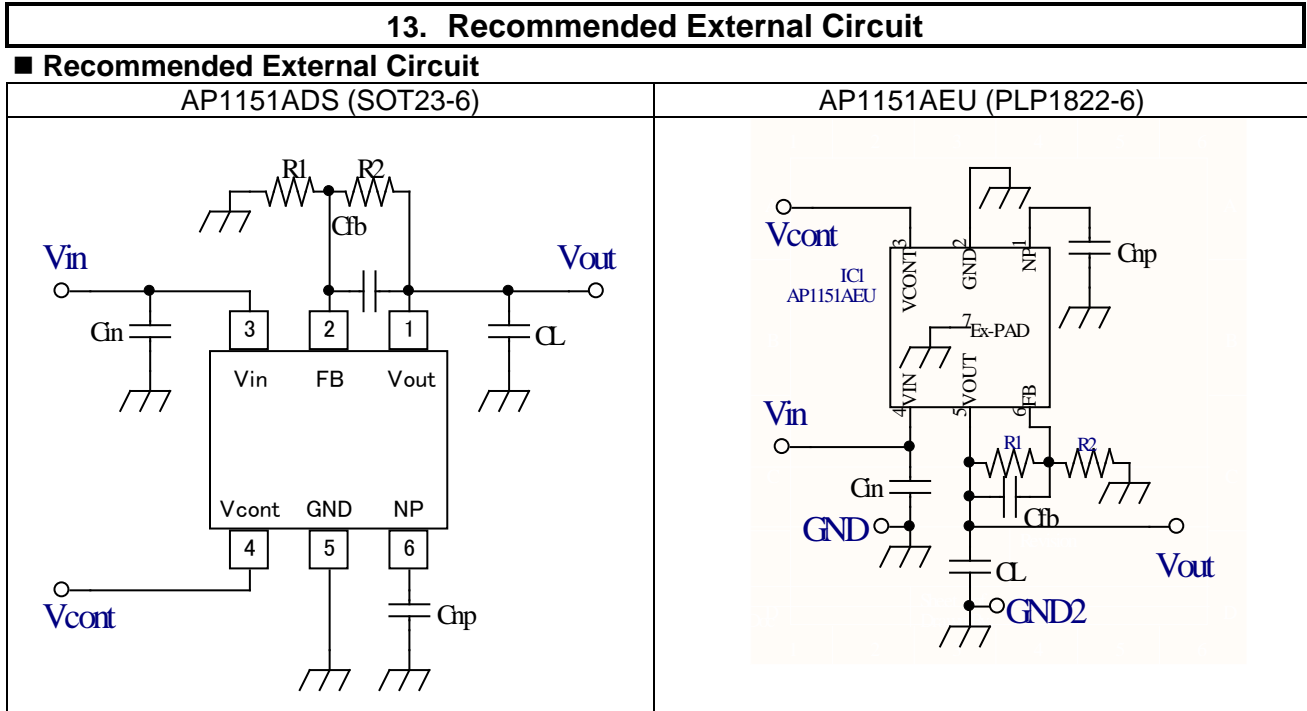 13. Recommended External Circuit
■ Recommended External Circuit
AP1151ADS (SOT23-6)
R1 R2
Cfb
Vin Vout
Cin 3 2 1 CL
Vin FB Vout
Vcont GND NP
4 5 6
Vcont Cnp
AP1151AEU (PLP1822-6)
Vcont
3 2 1
VCONT GND NP
Cnp
IC1
AP1151AEU
7
Ex-PAD
VIN VOUT FB
4 5 6
Vin
R1 R2
Cin
Cfb
GND
Vout
CL
GND2